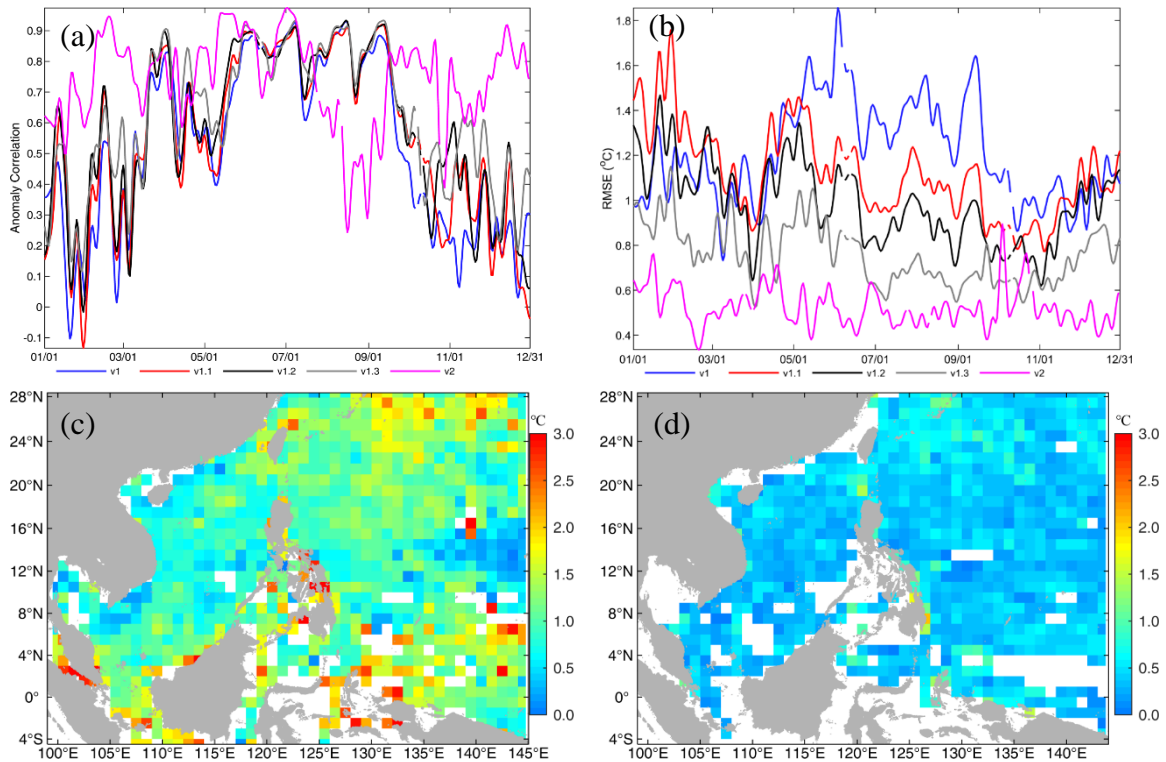 (a)
Anomaly Correlation
0.9
0.8
0.7
0.6
0.5
0.4
0.3
0.2
0.1
0
-0.1
01/01 03/01 05/01 07/01 09/01 11/01 12/31
v1 v1.1 v1.2 v1.3 v2
(b)
RMSE (°C)
1.8
1.6
1.4
1.2
1
0.8
0.6
0.4
01/01 03/01 05/01 07/01 09/01 11/01 12/31
v1 v1.1 v1.2 v1.3 v2
(c)
28°N
24°N
20°N
16°N
12°N
8°N
4°N
0°
4°S
100°E 105°E 110°E 115°E 120°E 125°E 130°E 135°E 140°E 145°E
°C
3.0
2.5
2.0
1.5
1.0
0.5
0.0
(d)
28°N
24°N
20°N
16°N
12°N
8°N
4°N
0°
4°S
100°E 105°E 110°E 115°E 120°E 125°E 130°E 135°E 140°E
°C
3.0
2.5
2.0
1.5
1.0
0.5
0.0